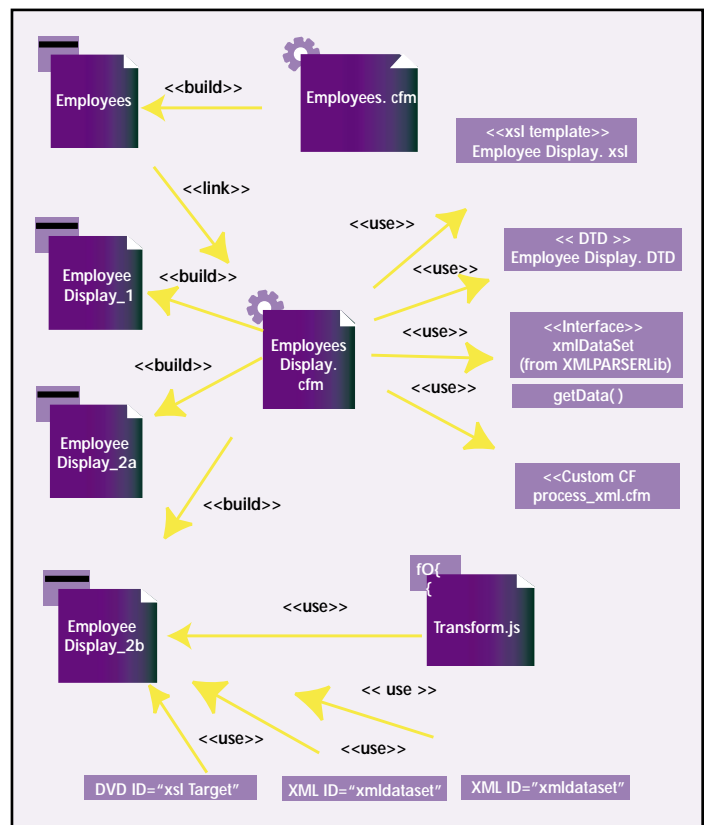 Employees
<<build>>
Employees. cfm
<<xsl template>>
Employee Display. xsl
<<link>>
<<use>>
<< DTD >>
Employee Display. DTD
Employee
Display_1
<<build>>
<<use>>
Employees
Display.
cfm
<<use>>
<<Interface>>
xmlDataSet
(from XMLPARSERLib)
<<build>>
<<use>>
getData( )
Employee
Display_2a
<<Custom CF
process_xml.cfm
<<build>>
fO{
{
Employee
Display_2b
<<use>>
Transform.js
<< use >>
<<use>>
<<use>>
DVD ID="xsl Target"
XML ID="xmldataset"
XML ID="xmldataset"